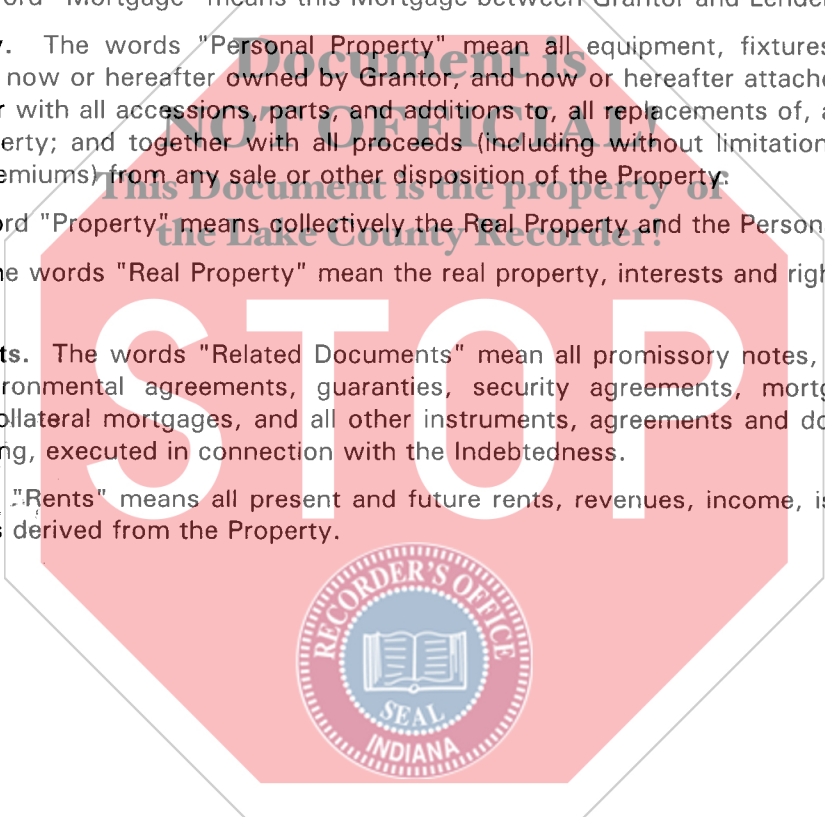 ord "Mortgage" means this Mortgage between Grantor and Lender
y. The words "Personal Property" mean all equipment, fixtures
now or hereafter owned by Grantor, and now or hereafter attache
r with all accessions, parts, and additions to, all replacements of, a
erty; and together with all proceeds (including without limitation
emiums) from any sale or other disposition of the Property.
ord "Property" means collectively the Real Property and the Person
he words "Real Property" mean the real property, interests and righ
ts. The words "Related Documents" mean all promissory notes,
ronmental agreements, guaranties, security agreements, mortg
ollateral mortgages, and all other instruments, agreements and do
ng, executed in connection with the Indebtedness.
"Rents" means all present and future rents, revenues, income, is
s derived from the Property.
Document is
NOT OFFICIAL!
This Document is the property of
the Lake County Recorder!
STOP
RECORDER'S OFFICE
SEAL
INDIANA